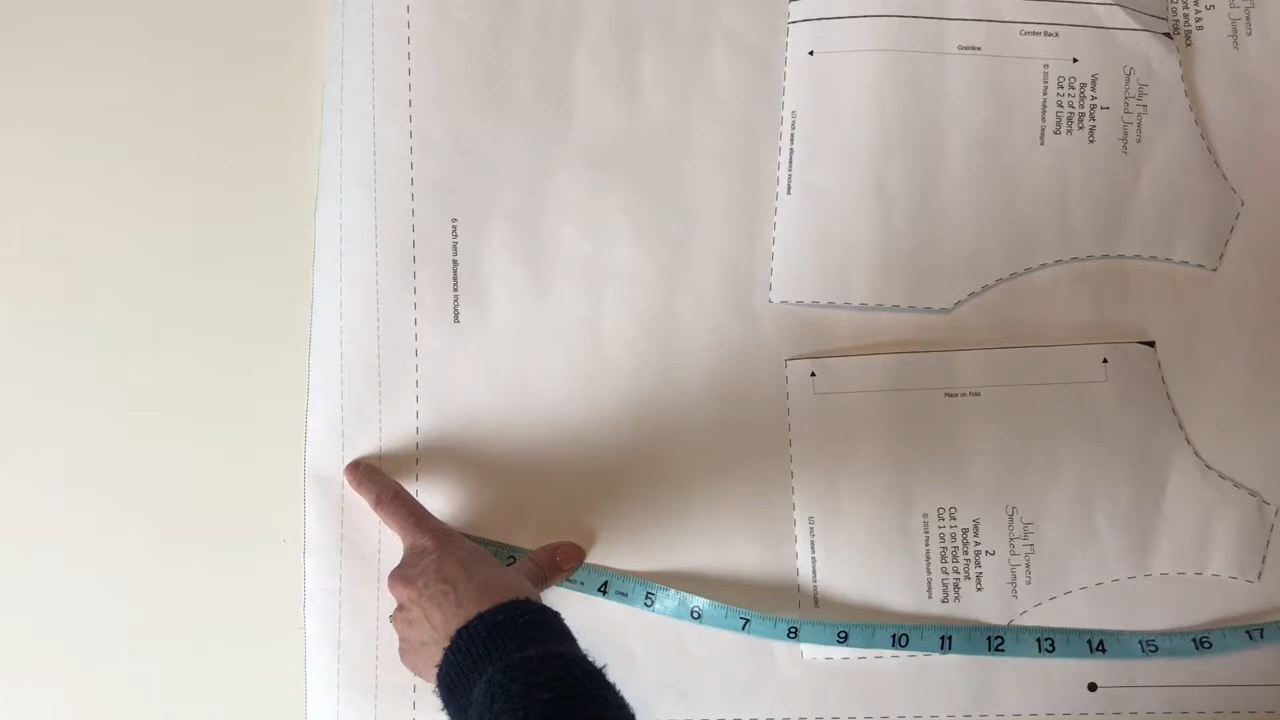 5
w A & B
nt and Back
2 on Fold
Flowers
ed Jumper
Center Back
Grainline
July Flowers
Smocked Jumper
1
View A Boat Neck
Bodice Back
Cut 2 of Fabric
Cut 2 of Lining
© 2018 Pink Hollybush Designs
1/2 inch seam allowance included
6 inch hem allowance included
Place on Fold
July Flowers
Smocked Jumper
2
View A Boat Neck
Bodice Front
Cut 1 on Fold of Fabric
Cut 1 on Fold of Lining
© 2018 Pink Hollybush Designs
1/2 inch seam allowance included
2 4 CHINA 5 6 7 8 9 10 11 12 13 14 15 16 17